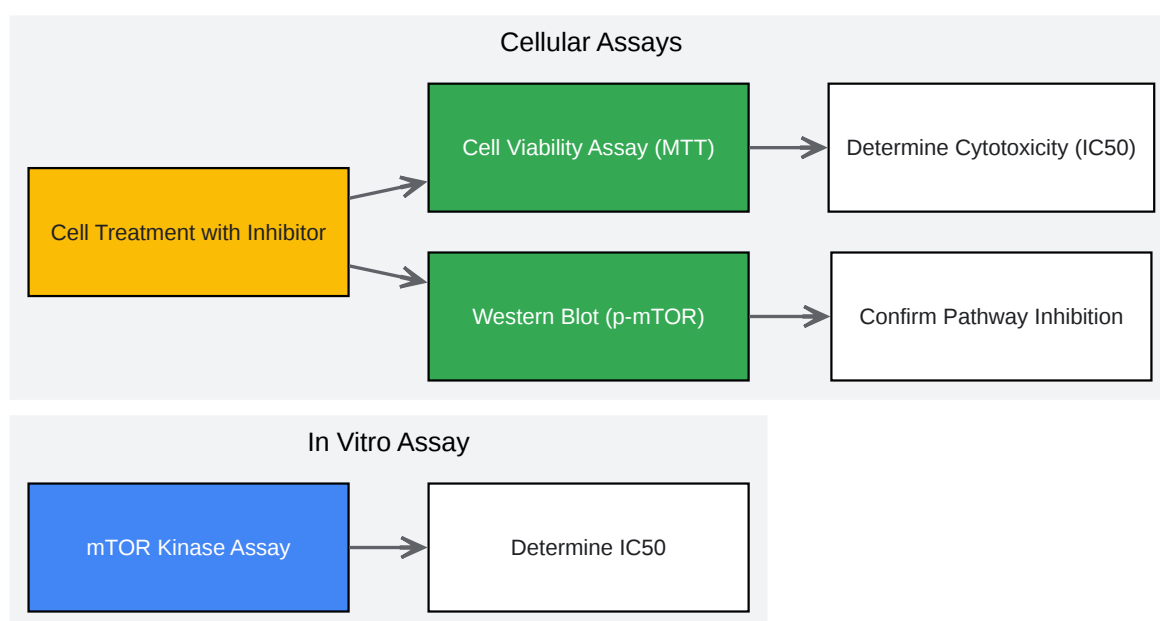 Cellular Assays
Cell Viability Assay (MTT)
Determine Cytotoxicity (IC50)
Cell Treatment with Inhibitor
Western Blot (p-mTOR)
Confirm Pathway Inhibition
In Vitro Assay
mTOR Kinase Assay
Determine IC50